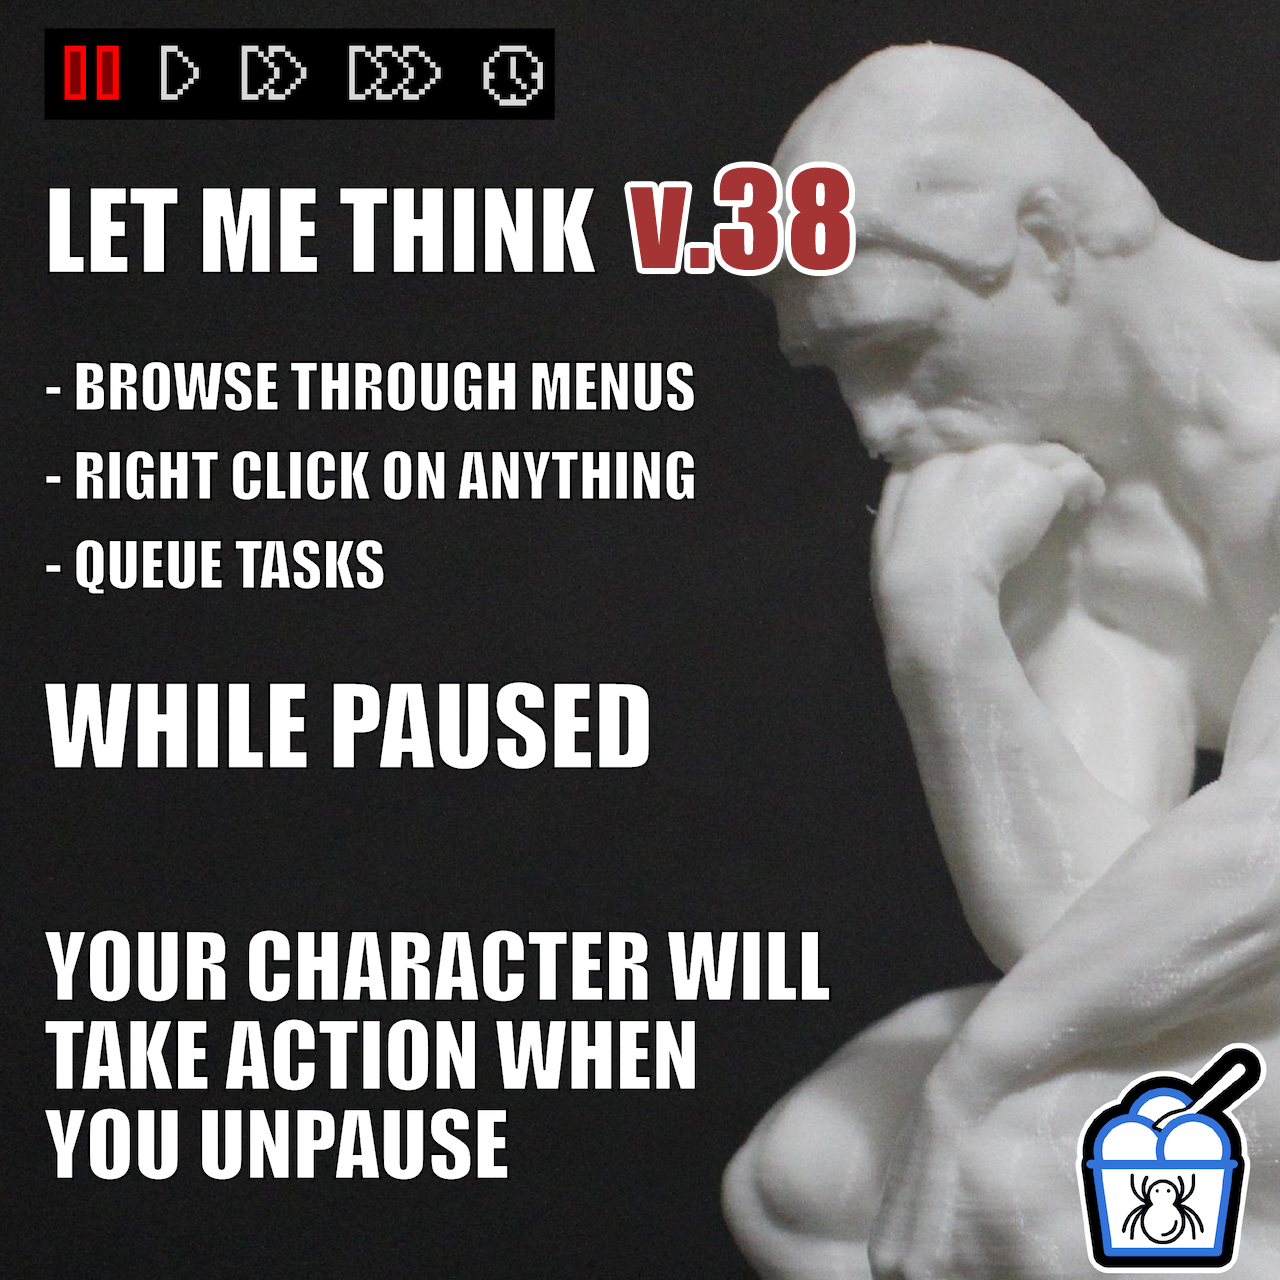 LET ME THINK v.38
- BROWSE THROUGH MENUS
- RIGHT CLICK ON ANYTHING
- QUEUE TASKS
WHILE PAUSED
YOUR CHARACTER WILL
TAKE ACTION WHEN
YOU UNPAUSE